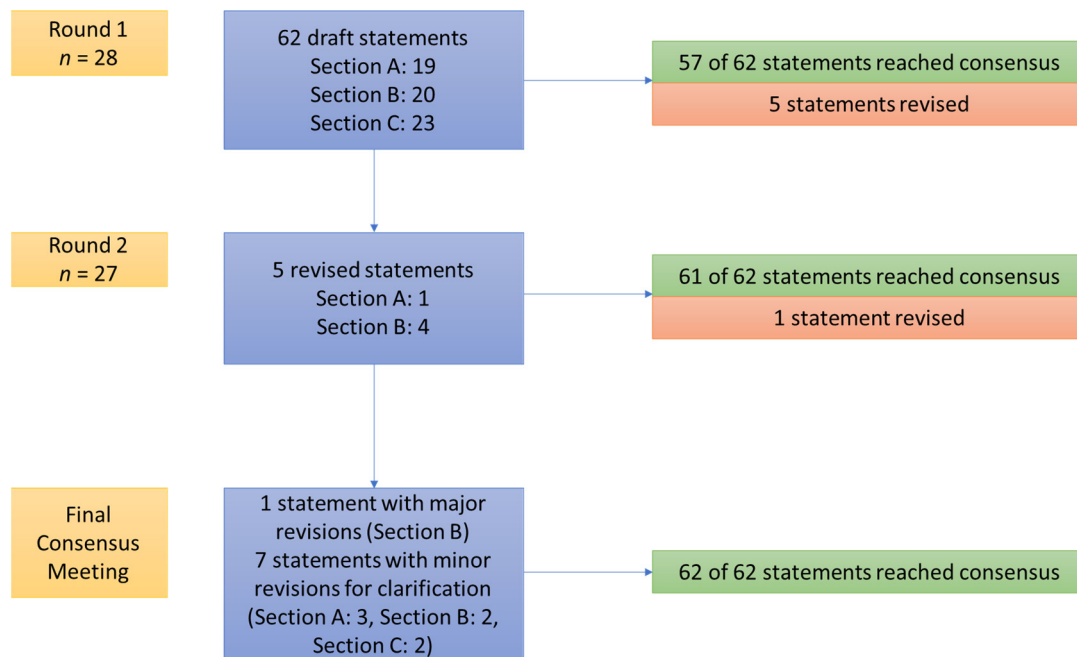 Round 1
n = 28
62 draft statements
Section A: 19
Section B: 20
Section C: 23
57 of 62 statements reached consensus
5 statements revised
Round 2
n = 27
5 revised statements
Section A: 1
Section B: 4
61 of 62 statements reached consensus
1 statement revised
Final
Consensus
Meeting
1 statement with major
revisions (Section B)
7 statements with minor
revisions for clarification
(Section A: 3, Section B: 2,
Section C: 2)
62 of 62 statements reached consensus